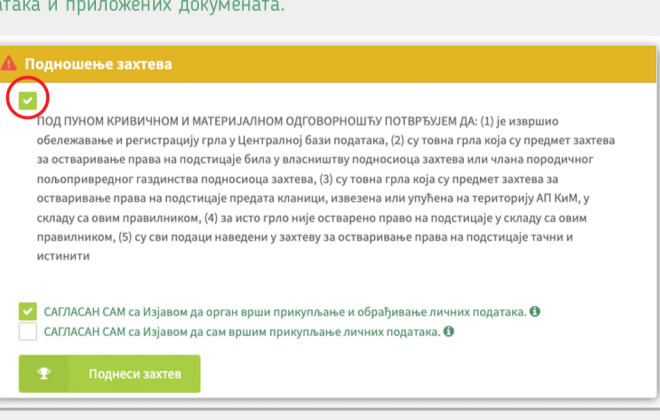 атака и приложених докумената.
Подношење захтева
ПОД ПУНОМ КРИВИЧНОМ И МАТЕРИЈАЛНОМ ОДГОВОРНОШЋУ ПОТВРЂУЈЕМ ДА: (1) је извршио
обележавање и регистрацију грла у Централној бази података, (2) су товна грла која су предмет захтева
за остваривање права на подстицаје била у власништву подносиоца захтева или члана породичног
пољопривредног газдинства подносиоца захтева, (3) су товна грла која су предмет захтева за
остваривање права на подстицаје предата кланици, извезена или упућена на територију АП КиМ, у
складу са овим правилником, (4) за исто грло није остварено право на подстицаје у складу са овим
правилником, (5) су сви подаци наведени у захтеву за остваривање права на подстицаје тачни и
истинити
САГЛАСАН САМ са Изјавом да орган врши прикупљање и обрађивање личних података.
САГЛАСАН САМ са Изјавом да сам вршим прикупљање личних података.
Поднеси захтев